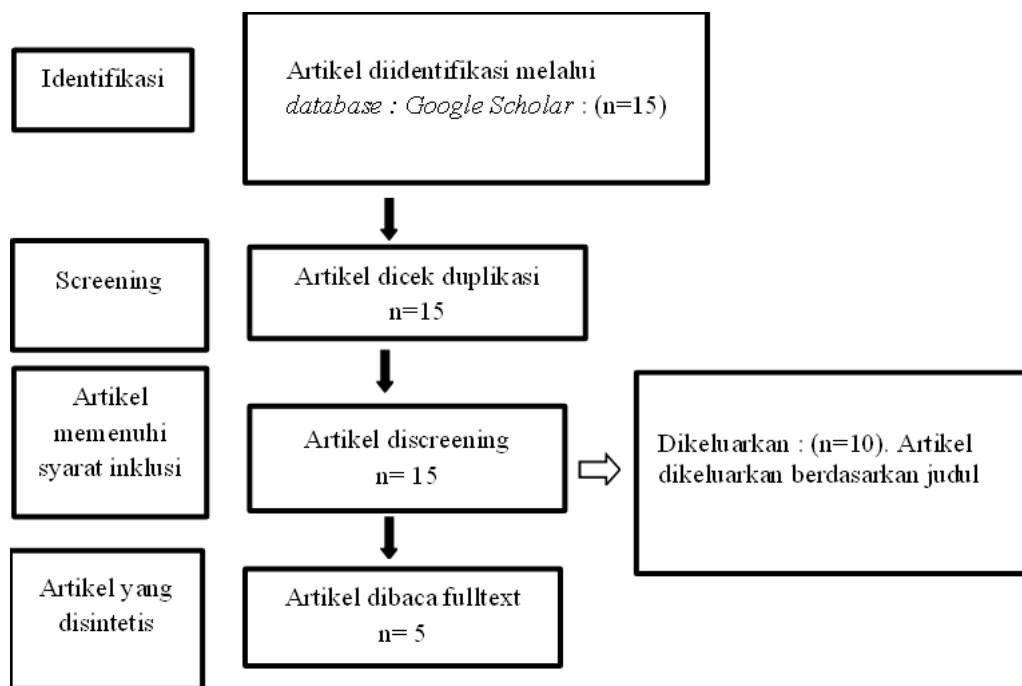 Identifikasi
Artikel diidentifikasi melalui
database : Google Scholar : (n=15)
Screening
Artikel dicek duplikasi
n=15
Artikel
memenuhi
syarat inklusi
Artikel discreening
n= 15
Dikeluarkan : (n=10). Artikel
dikeluarkan berdasarkan judul
Artikel yang
disintetis
Artikel dibaca fulltext
n= 5